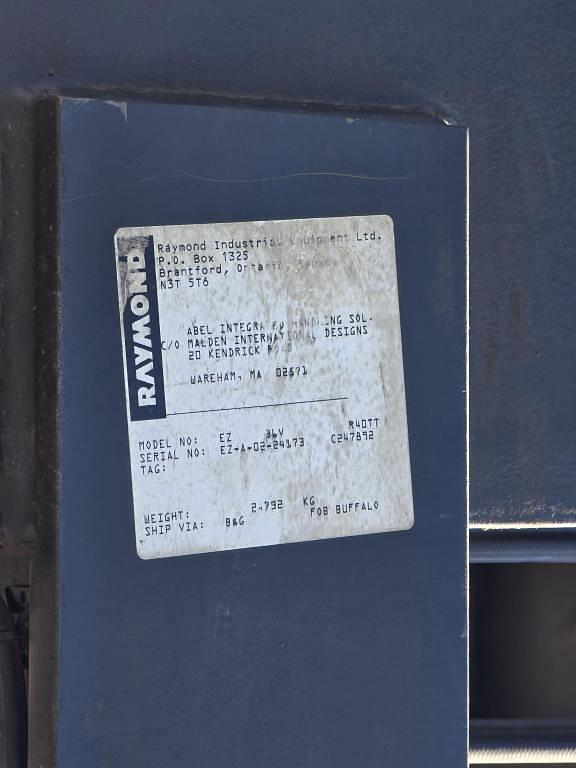 RAYMOND
Raymond Industrial Equipment Ltd.
P.O. Box 1325
Brantford, Ontario, Canada
N3T 5T6
ABEL INTEGRATED HANDLING SOL.
C/O MALDEN INTERNATIONAL DESIGNS
20 KENDRICK ROAD
WAREHAM, MA 02571
R40TT
MODEL NO: EZ 36V C247892
SERIAL NO: EZ-A-02-24173
TAG:
WEIGHT: 2,792 KG
SHIP VIA: B&G FOB BUFFALO